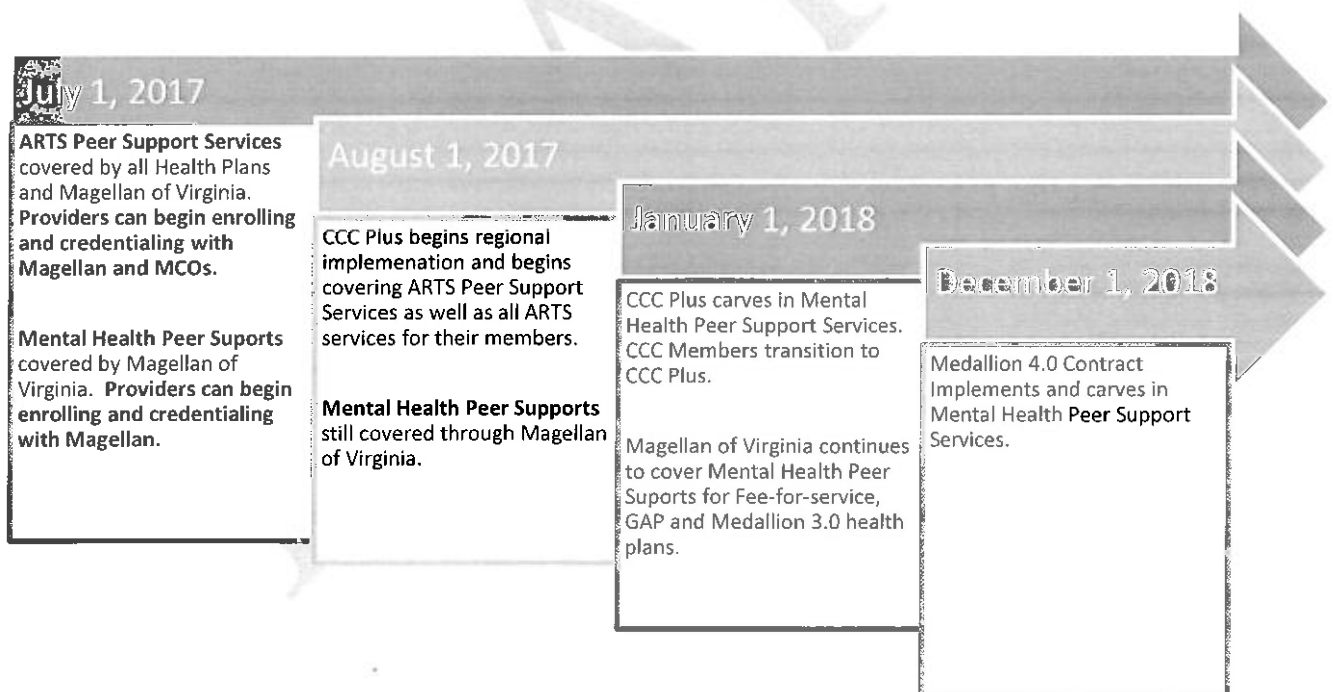 July 1, 2017
ARTS Peer Support Services
covered by all Health Plans
and Magellan of Virginia.
Providers can begin enrolling
and credentialing with
Magellan and MCOs.
Mental Health Peer Suports
covered by Magellan of
Virginia. Providers can begin
enrolling and credentialing
with Magellan.
August 1, 2017
CCC Plus begins regional
implemenation and begins
covering ARTS Peer Support
Services as well as all ARTS
services for their members.
Mental Health Peer Supports
still covered through Magellan
of Virginia.
January 1, 2018
CCC Plus carves in Mental
Health Peer Support Services.
CCC Members transition to
CCC Plus.
Magellan of Virginia continues
to cover Mental Health Peer
Suports for Fee-for-service,
GAP and Medallion 3.0 health
plans.
December 1, 2018
Medallion 4.0 Contract
Implements and carves in
Mental Health Peer Support
Services.